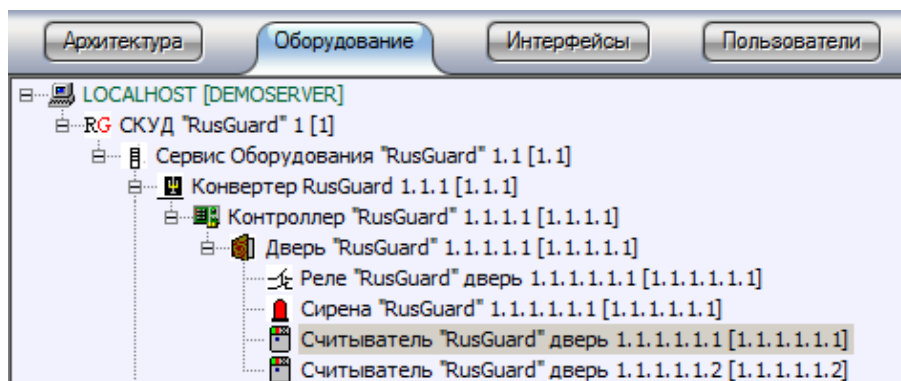 Архитектура Оборудование Интерфейсы Пользователи
LOCALHOST [DEMOSERVER]
RG СКУД "RusGuard" 1 [1]
Сервис Оборудования "RusGuard" 1.1 [1.1]
Конвертер RusGuard 1.1.1 [1.1.1]
Контроллер "RusGuard" 1.1.1.1 [1.1.1.1]
Дверь "RusGuard" 1.1.1.1.1 [1.1.1.1.1]
Реле "RusGuard" дверь 1.1.1.1.1.1 [1.1.1.1.1.1]
Сирена "RusGuard" 1.1.1.1.1.1 [1.1.1.1.1.1]
Считыватель "RusGuard" дверь 1.1.1.1.1.1 [1.1.1.1.1.1]
Считыватель "RusGuard" дверь 1.1.1.1.1.2 [1.1.1.1.1.2]